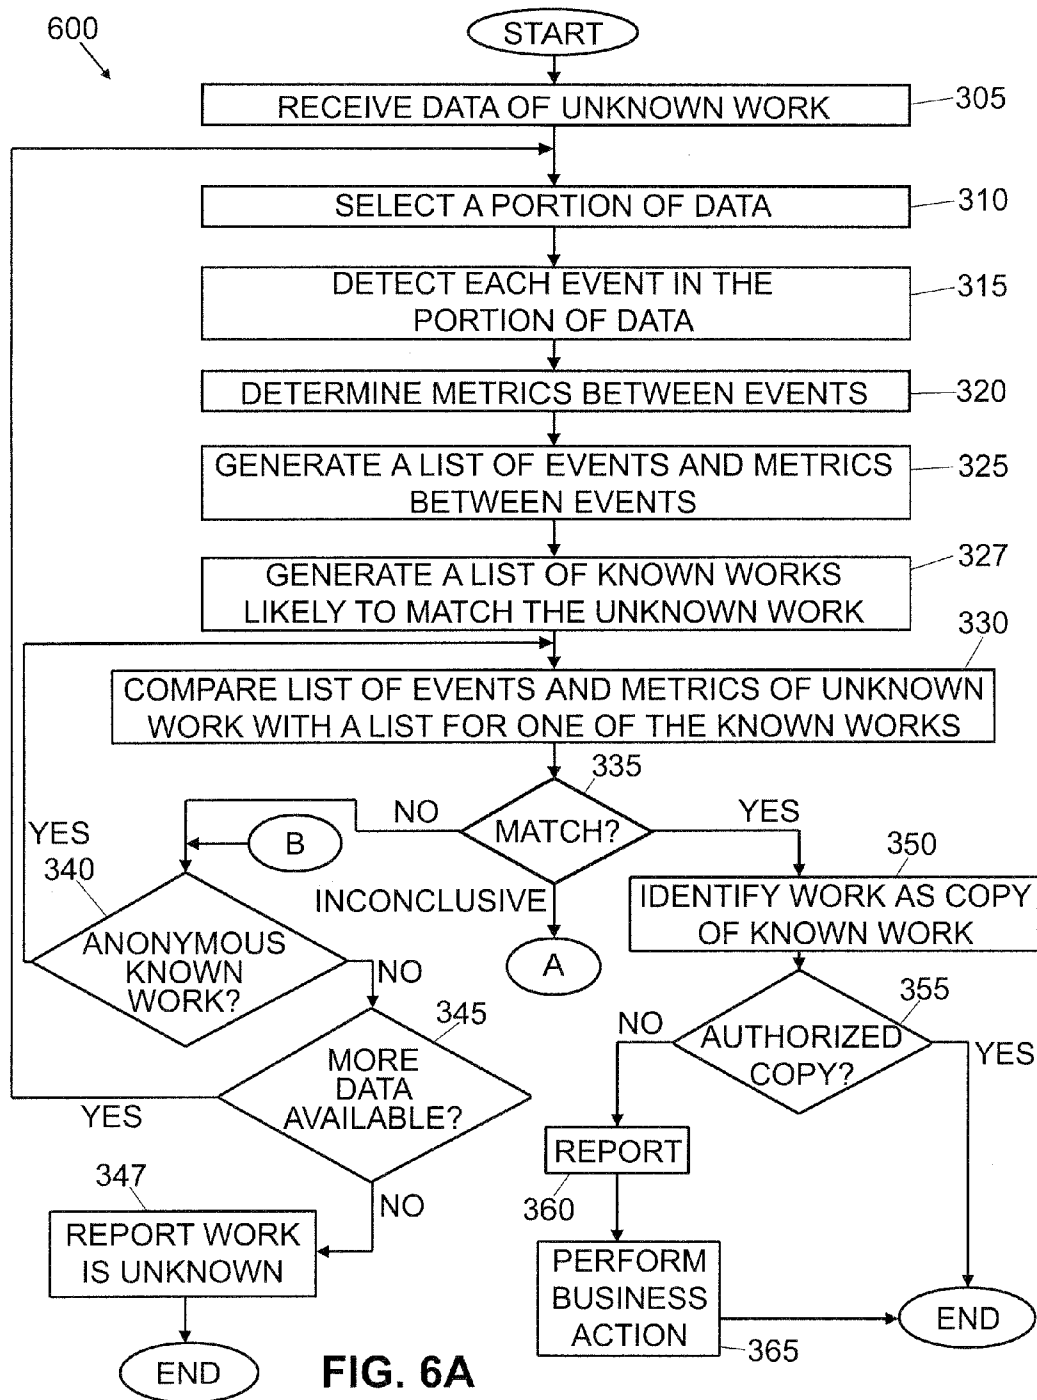 600
START
RECEIVE DATA OF UNKNOWN WORK
305
SELECT A PORTION OF DATA
310
DETECT EACH EVENT IN THE
PORTION OF DATA
315
DETERMINE METRICS BETWEEN EVENTS
320
GENERATE A LIST OF EVENTS AND METRICS
BETWEEN EVENTS
325
GENERATE A LIST OF KNOWN WORKS
LIKELY TO MATCH THE UNKNOWN WORK
327
330
COMPARE LIST OF EVENTS AND METRICS OF UNKNOWN
WORK WITH A LIST FOR ONE OF THE KNOWN WORKS
335
MATCH?
NO
YES
INCONCLUSIVE
A
B
YES
340
ANONYMOUS
KNOWN
WORK?
NO
345
MORE
DATA
AVAILABLE?
YES
NO
347
REPORT WORK
IS UNKNOWN
END
350
IDENTIFY WORK AS COPY
OF KNOWN WORK
355
AUTHORIZED
COPY?
NO
YES
REPORT
360
PERFORM
BUSINESS
ACTION
365
END
FIG. 6A